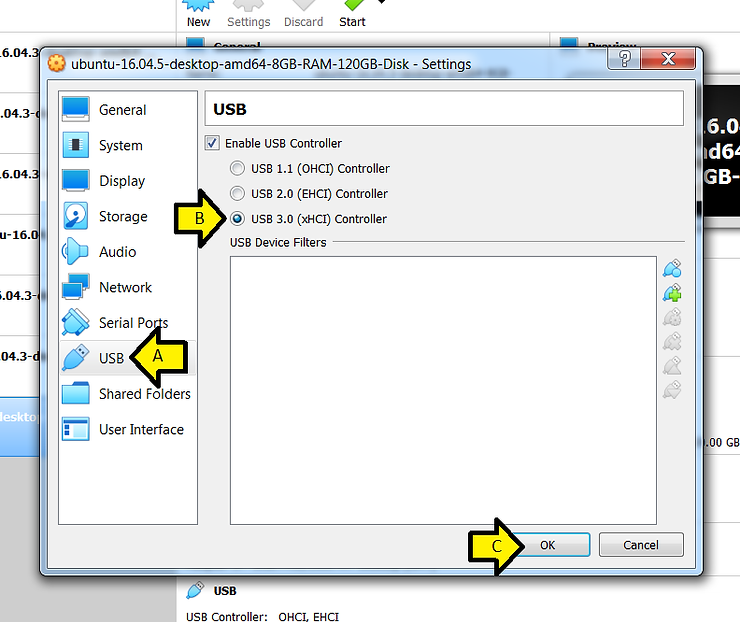 New Settings Discard Start
General Preview
ubuntu-16.04.5-desktop-amd64-8GB-RAM-120GB-Disk - Settings
?
X
General
System
Display
Storage
Audio
Network
Serial Ports
USB
Shared Folders
User Interface
A
USB
Enable USB Controller
USB 1.1 (OHCI) Controller
USB 2.0 (EHCI) Controller
B
USB 3.0 (xHCI) Controller
USB Device Filters
C
OK Cancel
USB
USB Controller: OHCI, EHCI
16.04.3
.04.3-d
16.04.3
u-16.0
.04.3-d
desktop
6.0
md64
GB-
.00 GB